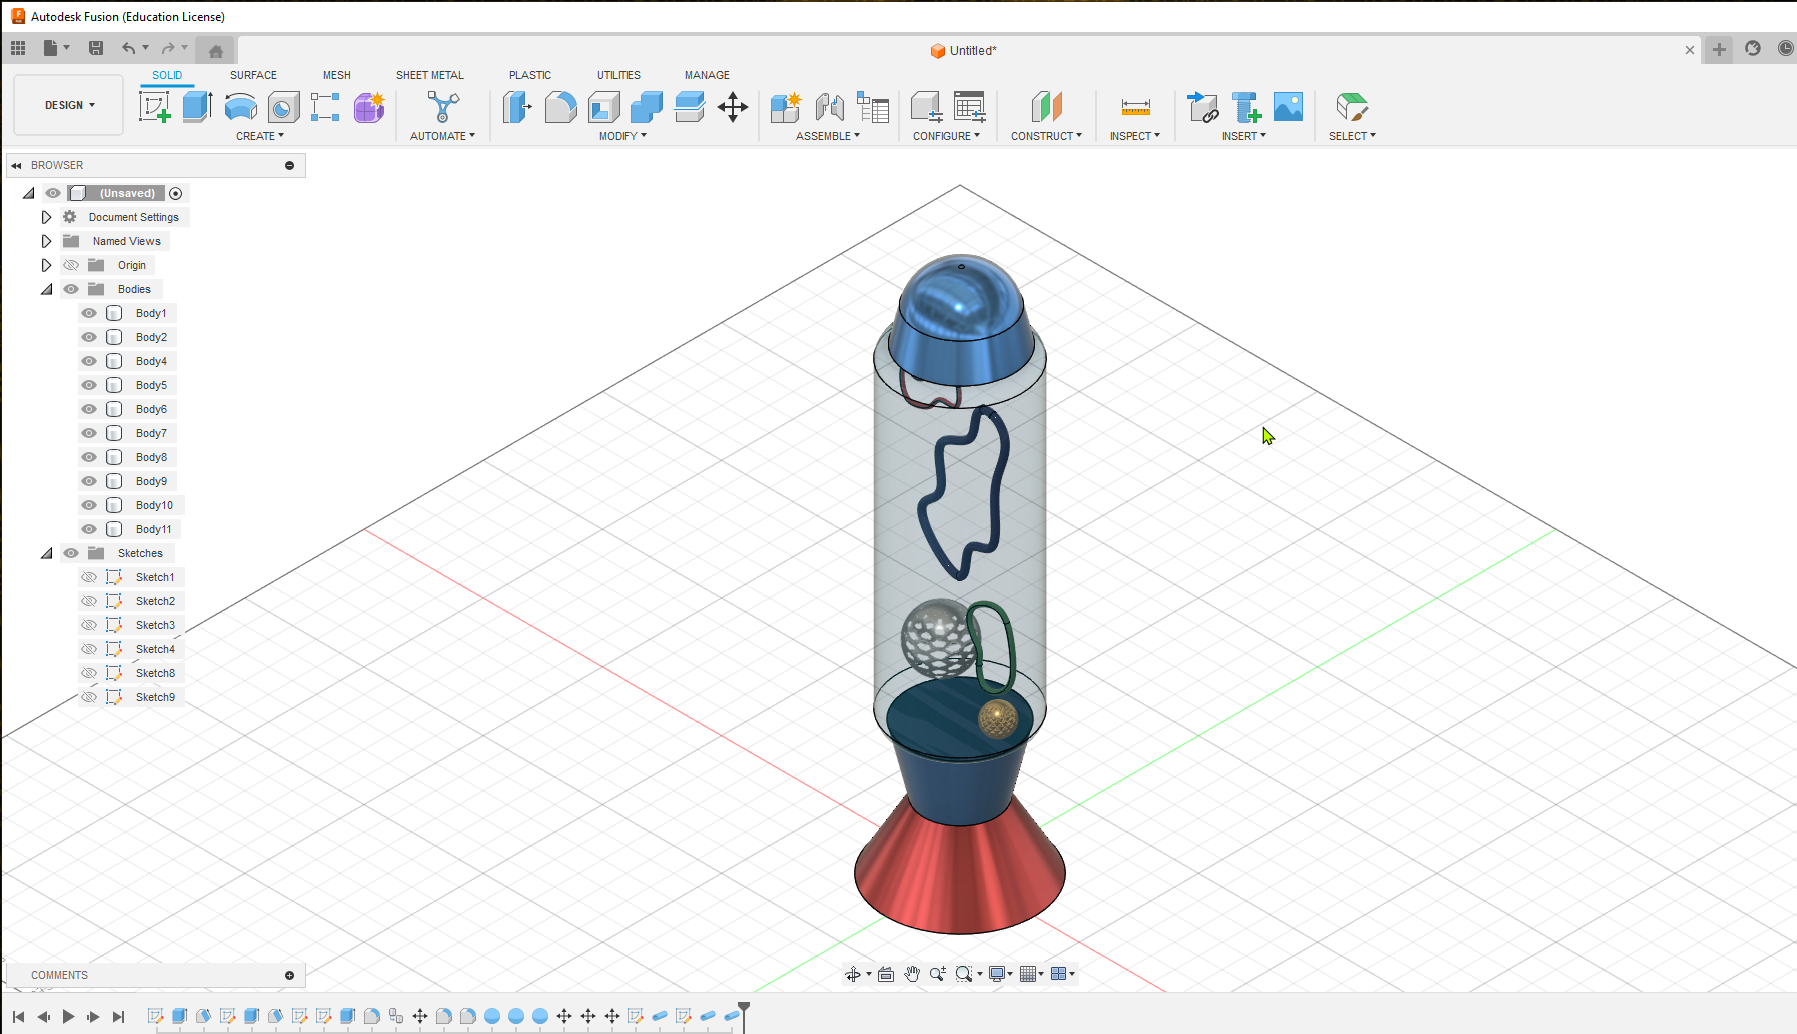 Autodesk Fusion (Education License)
Untitled*
DESIGN
SOLID SURFACE MESH SHEET METAL PLASTIC UTILITIES MANAGE
CREATE AUTOMATE MODIFY ASSEMBLE CONFIGURE CONSTRUCT INSPECT INSERT SELECT
BROWSER
(Unsaved)
Document Settings
Named Views
Origin
Bodies
Body1
Body2
Body4
Body5
Body6
Body7
Body8
Body9
Body10
Body11
Sketches
Sketch1
Sketch2
Sketch3
Sketch4
Sketch8
Sketch9
COMMENTS